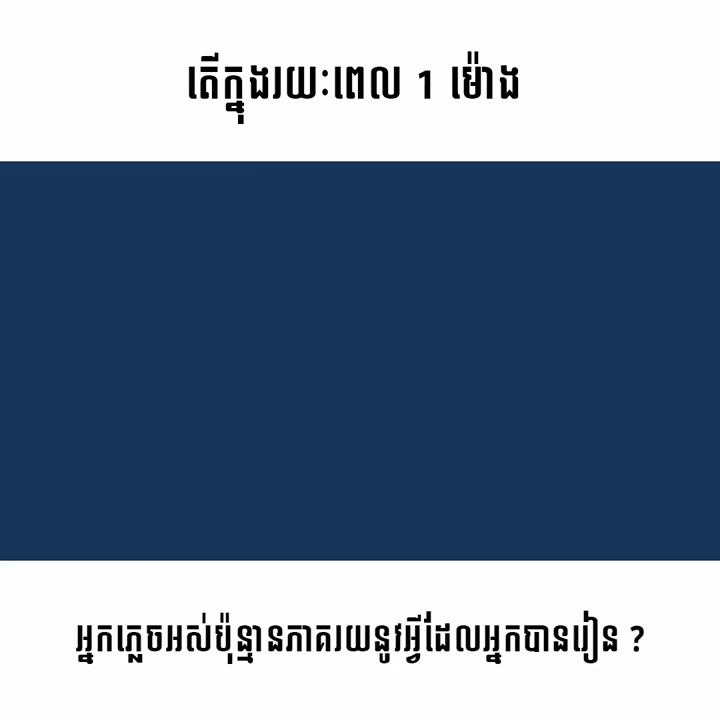 តើក្នុងរយៈពេល 1 ម៉ោង
អ្នកភ្លេចអស់ប៉ុន្មានភាគរយនូវអ្វីដែលអ្នកបានរៀន ?